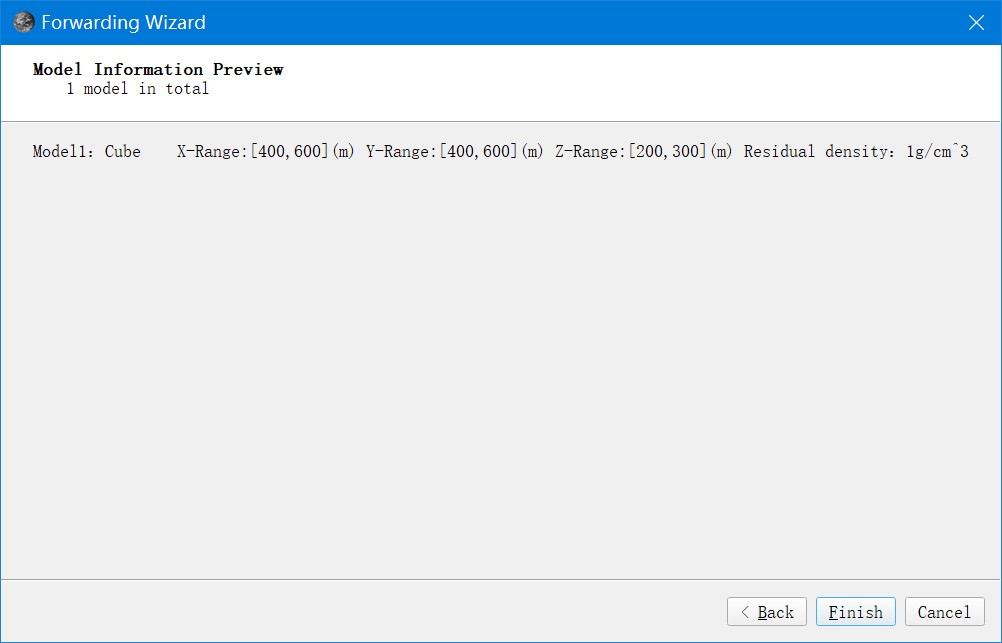 Forwarding Wizard
Model Information Preview
1 model in total
Model1: Cube X-Range:[400,600](m) Y-Range:[400,600](m) Z-Range:[200,300](m) Residual density: 1g/cm^3
< Back Finish Cancel